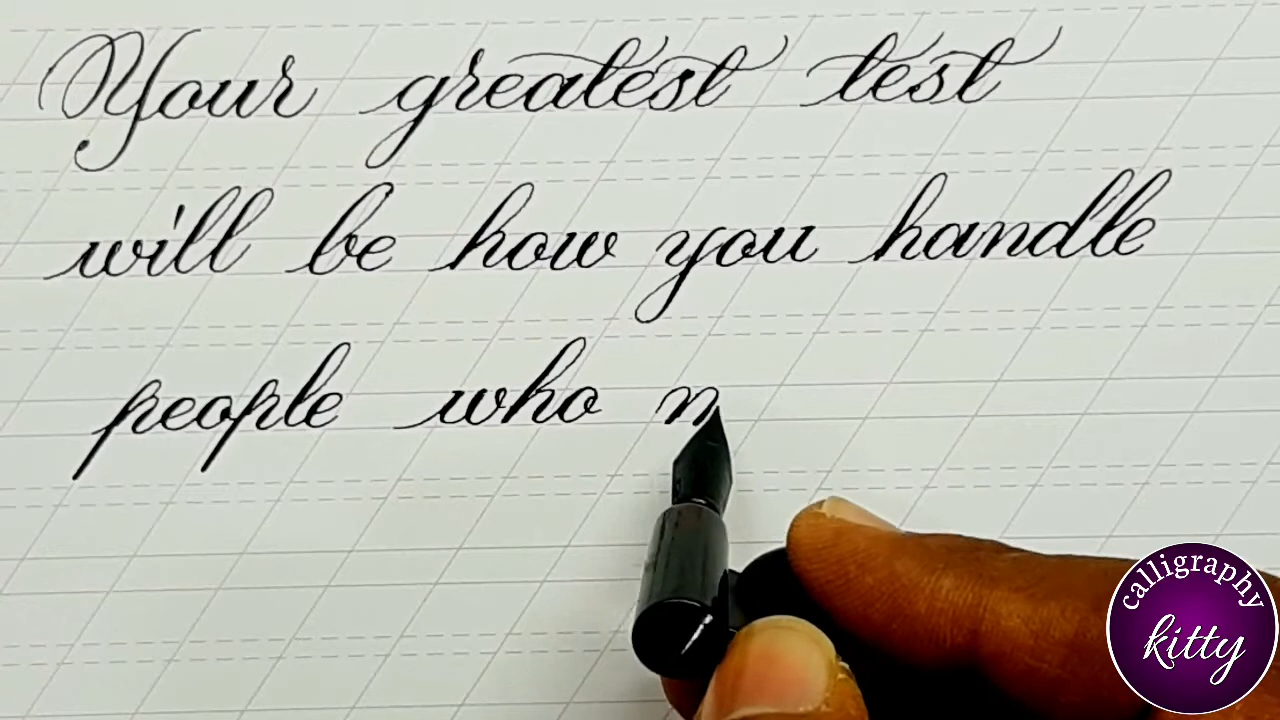 Your greatest test
will be how you handle
people who
calligraphy
kitty